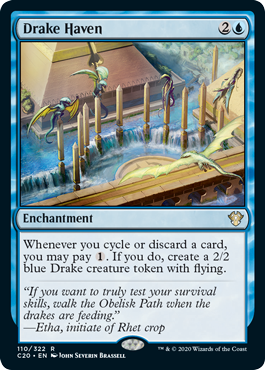 Drake Haven 2
Enchantment
Whenever you cycle or discard a card,
you may pay 1. If you do, create a 2/2
blue Drake creature token with flying.
“If you want to truly test your survival
skills, walk the Obelisk Path when the
drakes are feeding.”
—Etha, initiate of Rhet crop
110/322 R
C20 • EN JOHN SEVERIN BRASSELL
™ & © 2020 Wizards of the Coast